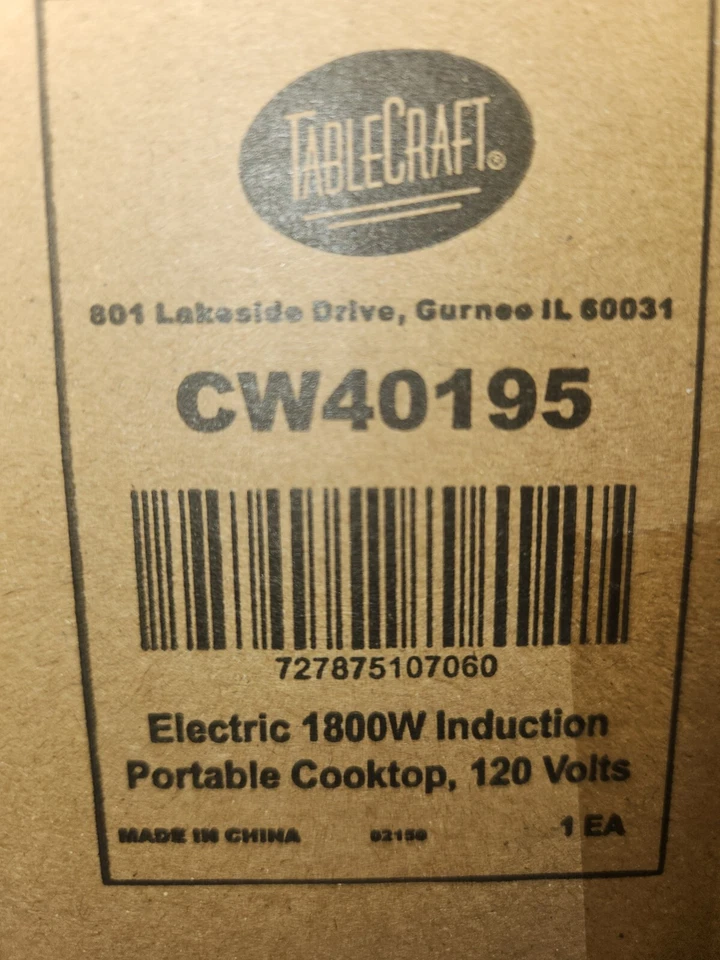 TABLECRAFT®
801 Lakeside Drive, Gurnee IL 60031
CW40195
727875107060
Electric 1800W Induction
Portable Cooktop, 120 Volts
MADE IN CHINA 02150 1 EA